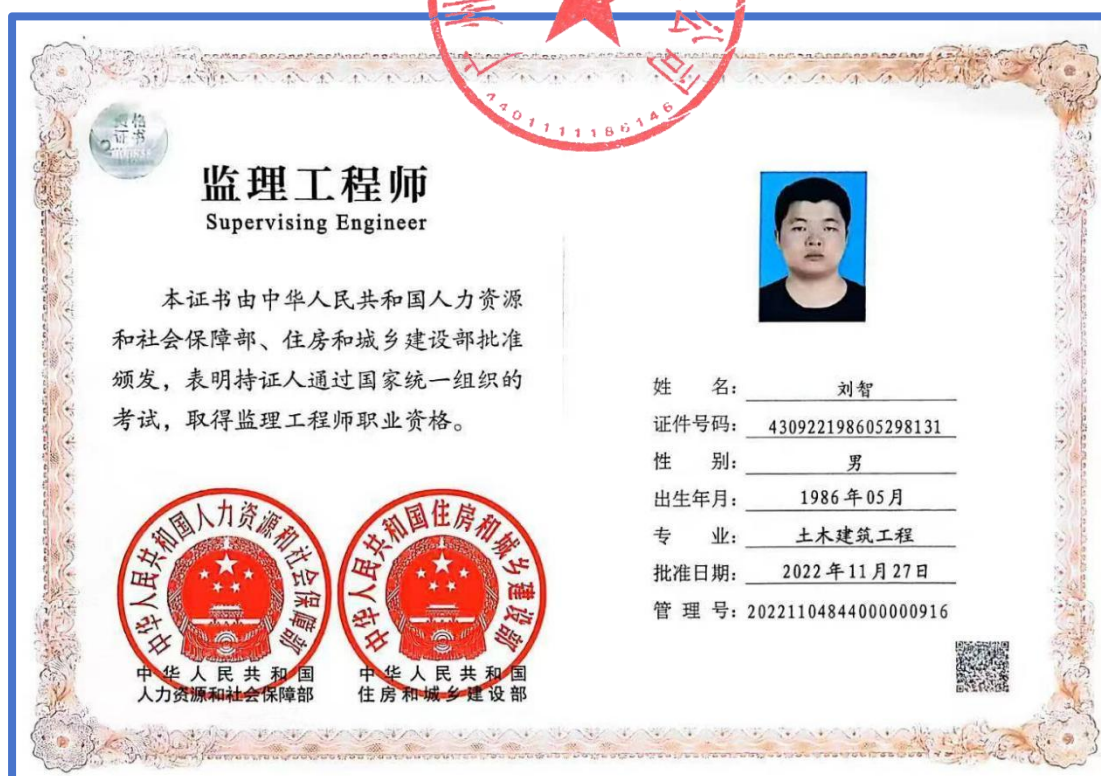 广州
公司
4401111186146
资格
证书
监理工程师
Supervising Engineer
本证书由中华人民共和国人力资源
和社会保障部、住房和城乡建设部批准
颁发，表明持证人通过国家统一组织的
考试，取得监理工程师职业资格。
姓 名：刘智
证件号码：430922198605298131
性 别：男
出生年月：1986年05月
专 业：土木建筑工程
批准日期：2022年11月27日
管 理 号：20221104844000000916
中华人民共和国人力资源和社会保障部
中华人民共和国住房和城乡建设部
中华人民共和国
人力资源和社会保障部
中华人民共和国
住房和城乡建设部